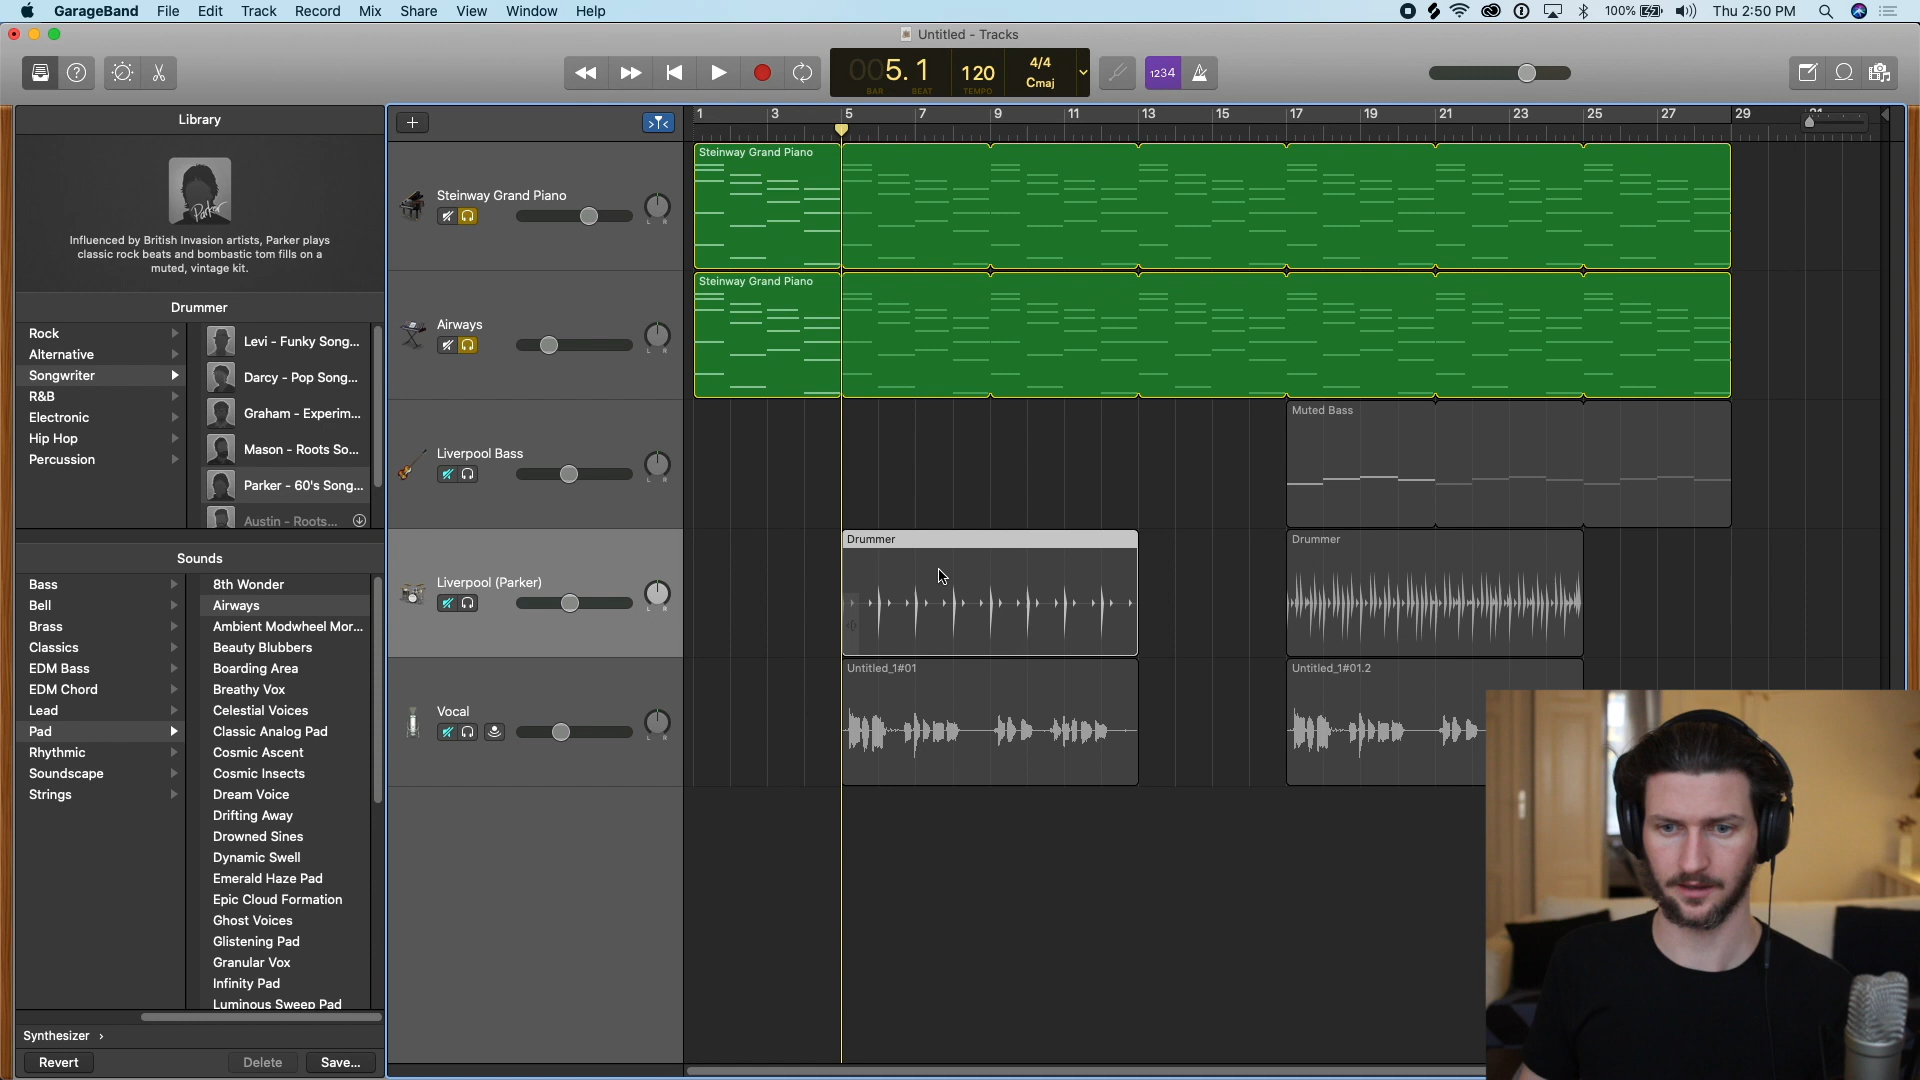 GarageBand File Edit Track Record Mix Share View Window Help
100% Thu 2:50 PM
Untitled - Tracks
005.1 120 4/4 Cmaj
BAR BEAT TEMPO
1234
Library
Parker
Influenced by British Invasion artists, Parker plays
classic rock beats and bombastic tom fills on a
muted, vintage kit.
Drummer
Rock
Alternative
Songwriter
R&B
Electronic
Hip Hop
Percussion
Levi - Funky Song...
Darcy - Pop Song...
Graham - Experim...
Mason - Roots So...
Parker - 60's Song...
Austin - Roots...
Sounds
Bass
Bell
Brass
Classics
EDM Bass
EDM Chord
Lead
Pad
Rhythmic
Soundscape
Strings
8th Wonder
Airways
Ambient Modwheel Mor...
Beauty Blubbers
Boarding Area
Breathy Vox
Celestial Voices
Classic Analog Pad
Cosmic Ascent
Cosmic Insects
Dream Voice
Drifting Away
Drowned Sines
Dynamic Swell
Emerald Haze Pad
Epic Cloud Formation
Ghost Voices
Glistening Pad
Granular Vox
Infinity Pad
Luminous Sweep Pad
Synthesizer ›
Revert Delete Save...
1 3 5 7 9 11 13 15 17 19 21 23 25 27 29 31
Steinway Grand Piano
L R
Steinway Grand Piano
Airways
L R
Steinway Grand Piano
Liverpool Bass
L R
Muted Bass
Liverpool (Parker)
L R
Drummer
Drummer
Vocal
L R
Untitled_1#01
Untitled_1#01.2